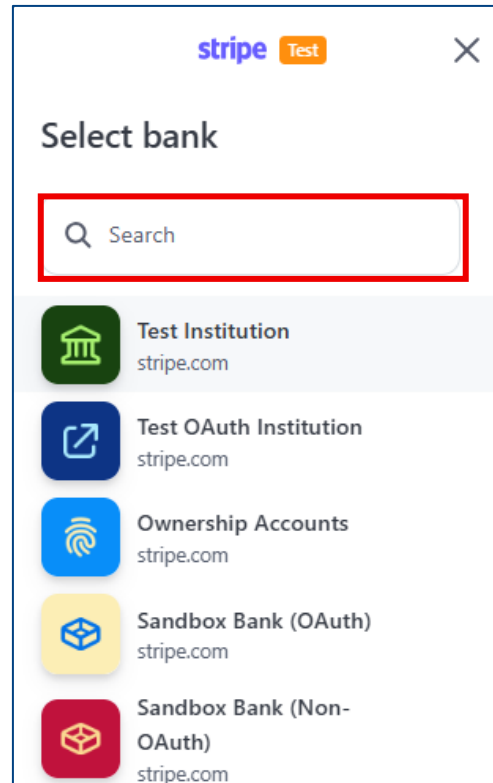 stripe Test
Select bank
Search
Test Institution
stripe.com
Test OAuth Institution
stripe.com
Ownership Accounts
stripe.com
Sandbox Bank (OAuth)
stripe.com
Sandbox Bank (Non-
OAuth)
stripe.com